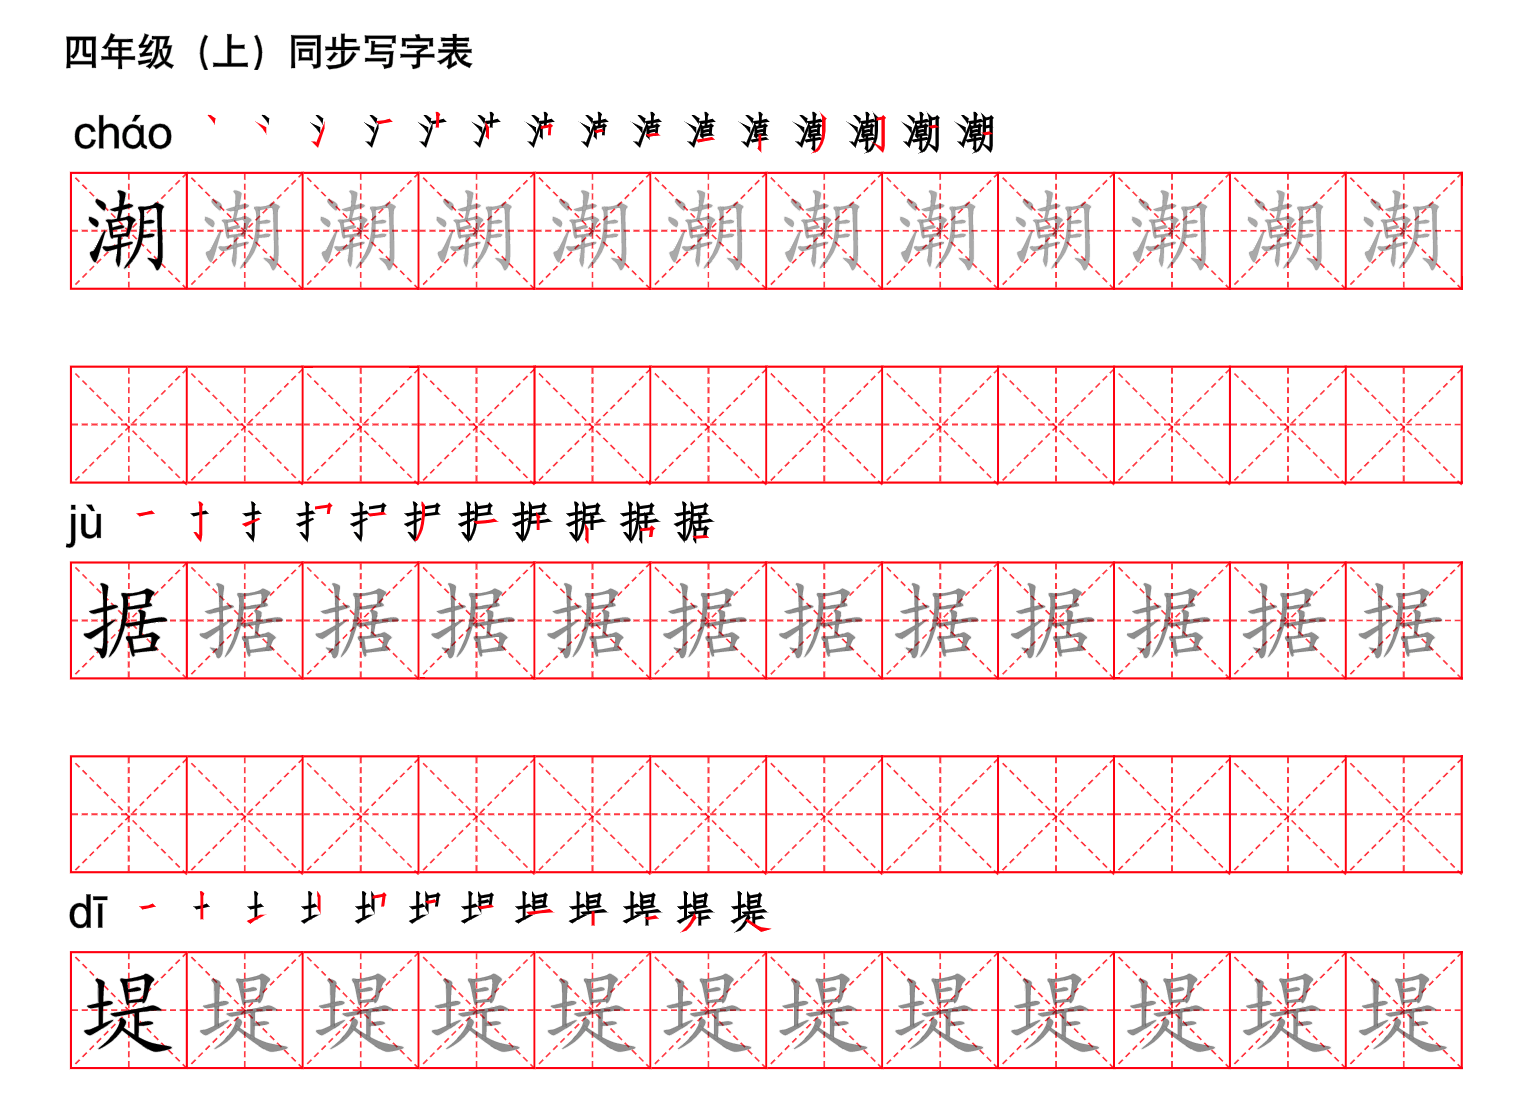 四年级（上）同步写字表
cháo
潮 潮 潮 潮 潮 潮 潮 潮 潮 潮 潮 潮
jù
据 据 据 据 据 据 据 据 据 据 据 据
dī
堤 堤 堤 堤 堤 堤 堤 堤 堤 堤 堤 堤